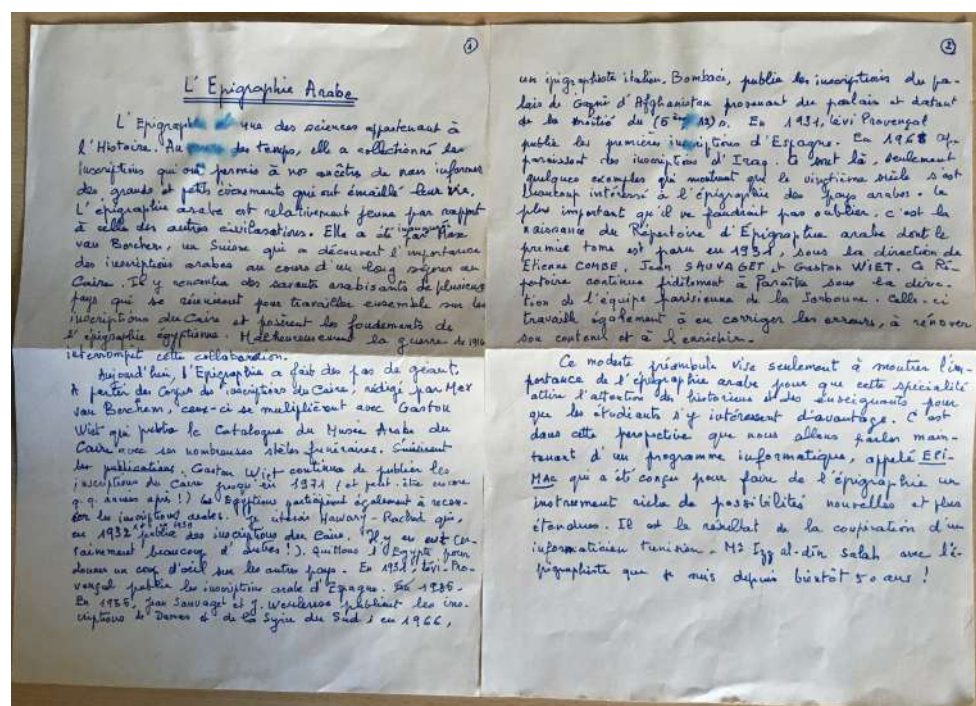 ①
L'Epigraphie Arabe
L'Epigraphie une des sciences appartenant à
l'Histoire. Au des temps, elle a collectionné les
Inscriptions qui ont permis à nos ancêtres de nous informer
des grands et petits évènements qui ont émaillé leur vie.
L'épigraphie arabe est relativement jeune par rapport
à celle des autres civilisations. Elle a été inaugurée par Max
van Berchem, un Suisse qui a découvert l'importance
des inscriptions arabes au cours d'un long séjour au
Caire. Il y rencontra des savants arabisants de plusieurs
pays qui se réunirent pour travailler ensemble sur les
inscriptions du Caire et posèrent les fondements de
l'épigraphie égyptienne. Malheureusement la guerre de 1914
interrompit cette collaboration.
Aujourd'hui, l'Epigraphie a fait des pas de géant.
A partir des Corpus des inscriptions du Caire, rédigé par Max
van Berchem, ceux-ci se multiplièrent avec Gaston
Wiet qui publia le Catalogue du Musée Arabe du
Caire avec ses nombreuses stèles funéraires. Suivirent
les publications. Gaston Wiet continua de publier les
inscriptions du Caire jusqu'en 1971 (et peut-être encore
q.q. années après !) les Egyptiens participent également à recen-
ser les inscriptions arabes. Je citerai Hawary-Rached qui,
en 1932 1939 publia des inscriptions du Caire. Il y en eut cer-
tainement beaucoup d'autres !). Quittons l'Egypte pour
donner un coup d'œil sur les autres pays. En 1931, Lévi-Pro-
vençal publia les inscriptions arabe d'Espagne. 1985.
En 1935, Jean Sauvaget et J. Weulersse publient les ins-
criptions de Damas et de la Syrie du Sud ; en 1966,
②
un épigraphiste italien. Bombaci, publia les inscriptions du pa-
lais de Gazni d'Afghanistan provenant du palais et datant
de la moitié du
publie les premières inscriptions d'Espagne. En 1968 ap-
paraissent les inscriptions d'Iraq. Ce sont là, seulement
quelques exemples qui montrent que le vingtième siècle s'est
beaucoup intéressé à l'épigraphie des pays arabes. Le
plus important qu'il ne faudrait pas oublier, c'est la
naissance du Répertoire d'Épigraphie arabe dont le
premier tome est paru en 1931, sous la direction de
Etienne COMBE, Jean SAUVAGET et Gaston WIET. Ce Ré-
pertoire continue fidèlement à Paraître sous la direc-
tion de l'équipe parisienne de la Sorbonne. Celle-ci
travaille également à en corriger les erreurs, à rénover
son contenu et à l'enrichir.
Ce modeste préambule vise seulement à montrer l'im-
portance de l'épigraphie arabe pour que cette spécialité
attire l'attention des historiens et des enseignants pour
que les étudiants s'y intéressent d'avantage. C'est
dans cette perspective que nous allons parler main-
tenant d'un programme informatique, appelé EPI-
MAC qui a été conçu pour faire de l'épigraphie un
instrument riche de possibilités nouvelles et plus
étendues. Il est le résultat de la coopération d'un
informaticien tunisien. Mr Izz al-din Salah avec l'é-
pigraphiste que je suis depuis bientôt 50 ans !